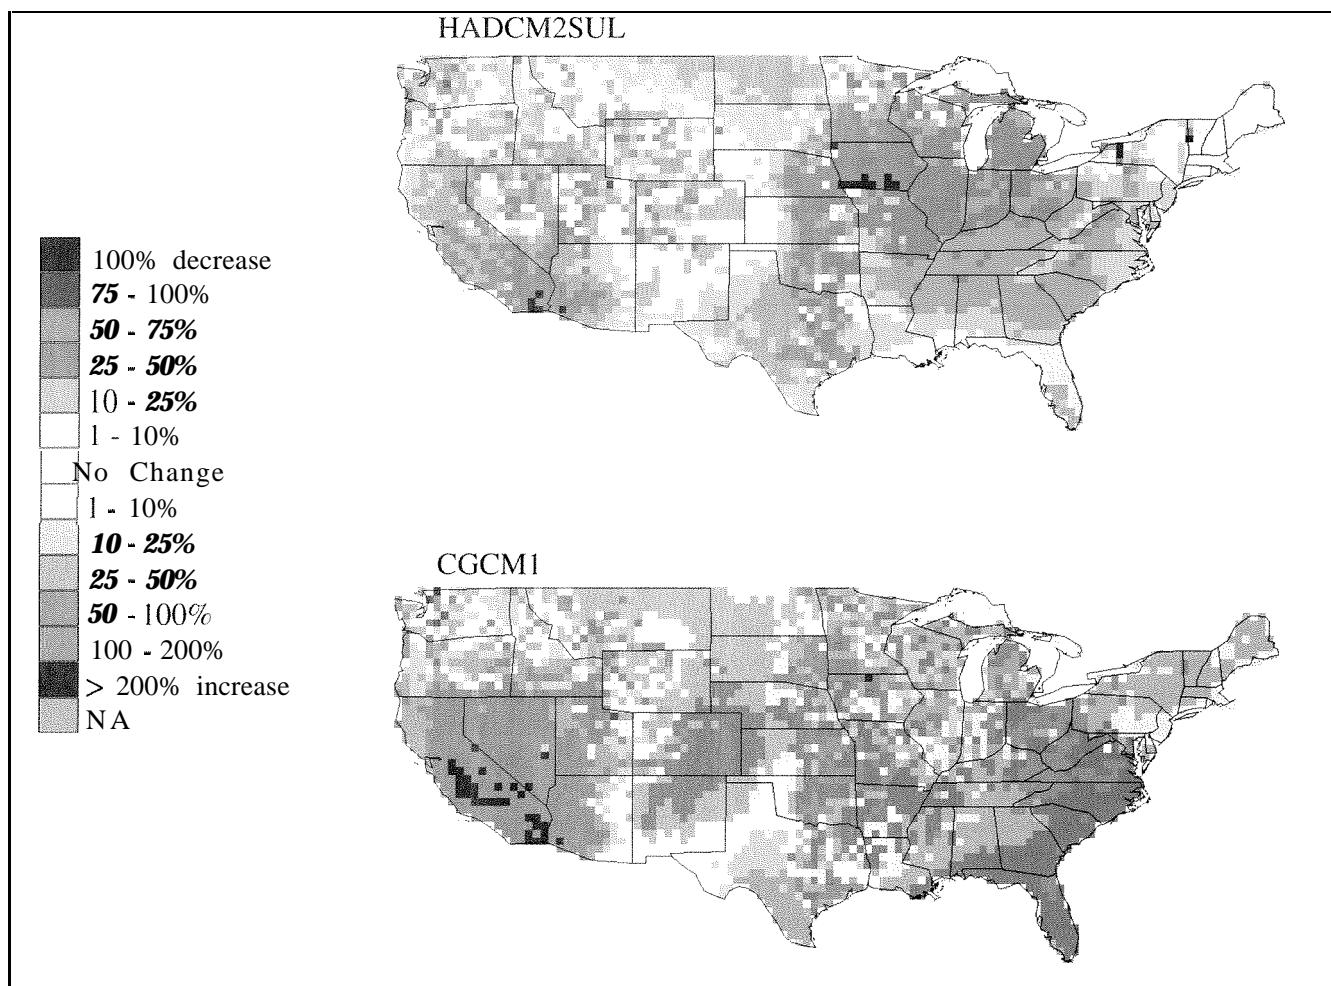 HADCM2SUL
100% decrease
75 - 100%
50 - 75%
25 - 50%
10 - 25%
1 - 10%
No Change
1 - 10%
10 - 25%
25 - 50%
50 - 100%
100 - 200%
> 200% increase
NA
CGCM1